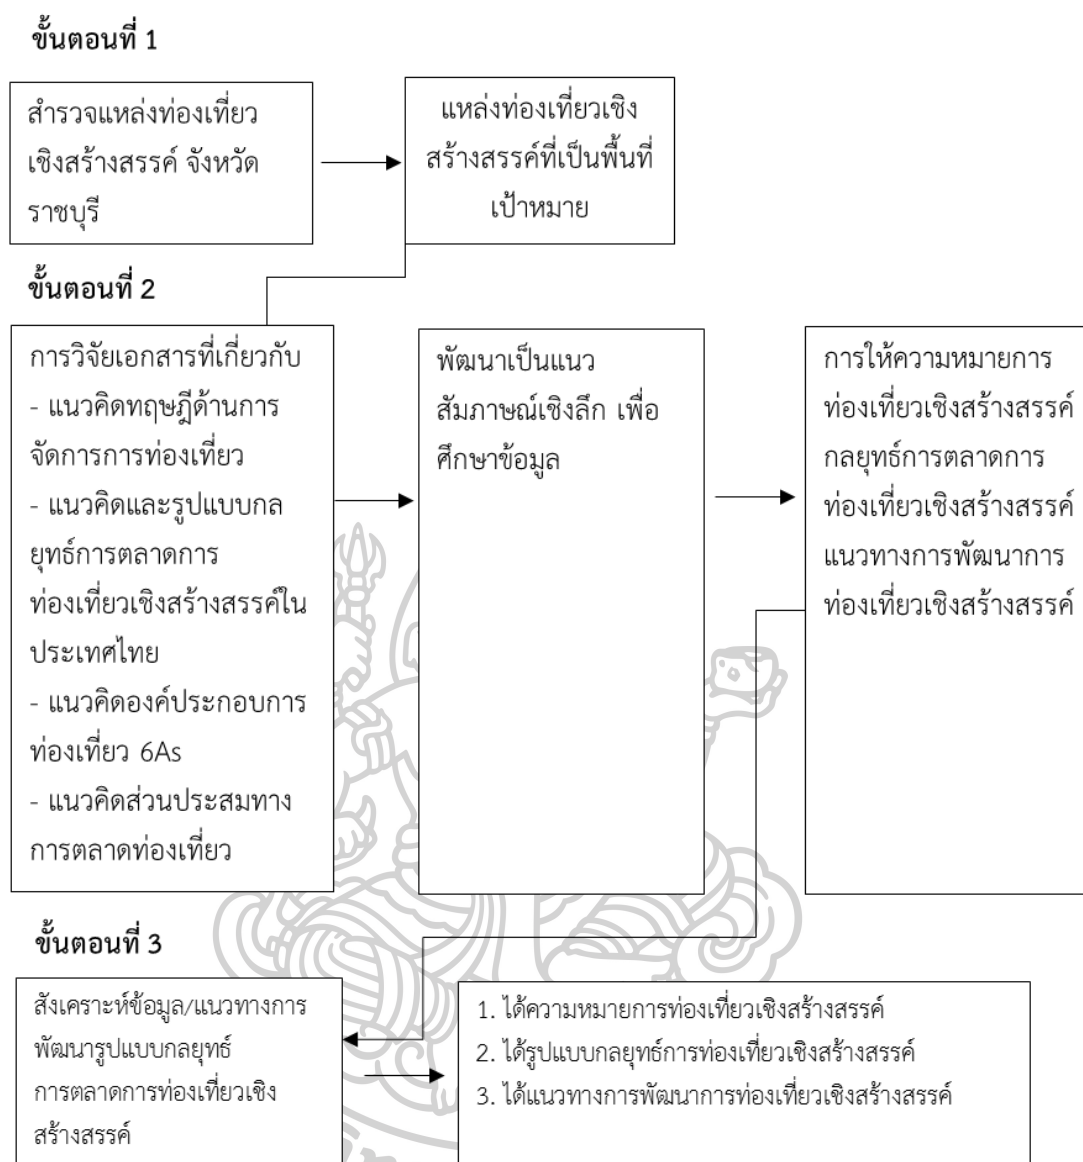 ขั้นตอนที่ 1
สำรวจแหล่งท่องเที่ยว
เชิงสร้างสรรค์ จังหวัด
ราชบุรี
แหล่งท่องเที่ยวเชิง
สร้างสรรค์ที่เป็นพื้นที่
เป้าหมาย
ขั้นตอนที่ 2
การวิจัยเอกสารที่เกี่ยวกับ
- แนวคิดทฤษฎีด้านการ
จัดการการท่องเที่ยว
- แนวคิดและรูปแบบกล
ยุทธ์การตลาดการ
ท่องเที่ยวเชิงสร้างสรรค์ใน
ประเทศไทย
- แนวคิดองค์ประกอบการ
ท่องเที่ยว 6As
- แนวคิดส่วนประสมทาง
การตลาดท่องเที่ยว
พัฒนาเป็นแนว
สัมภาษณ์เชิงลึก เพื่อ
ศึกษาข้อมูล
การให้ความหมายการ
ท่องเที่ยวเชิงสร้างสรรค์
กลยุทธ์การตลาดการ
ท่องเที่ยวเชิงสร้างสรรค์
แนวทางการพัฒนาการ
ท่องเที่ยวเชิงสร้างสรรค์
ขั้นตอนที่ 3
สังเคราะห์ข้อมูล/แนวทางการ
พัฒนารูปแบบกลยุทธ์
การตลาดการท่องเที่ยวเชิง
สร้างสรรค์
1. ได้ความหมายการท่องเที่ยวเชิงสร้างสรรค์
2. ได้รูปแบบกลยุทธ์การท่องเที่ยวเชิงสร้างสรรค์
3. ได้แนวทางการพัฒนาการท่องเที่ยวเชิงสร้างสรรค์